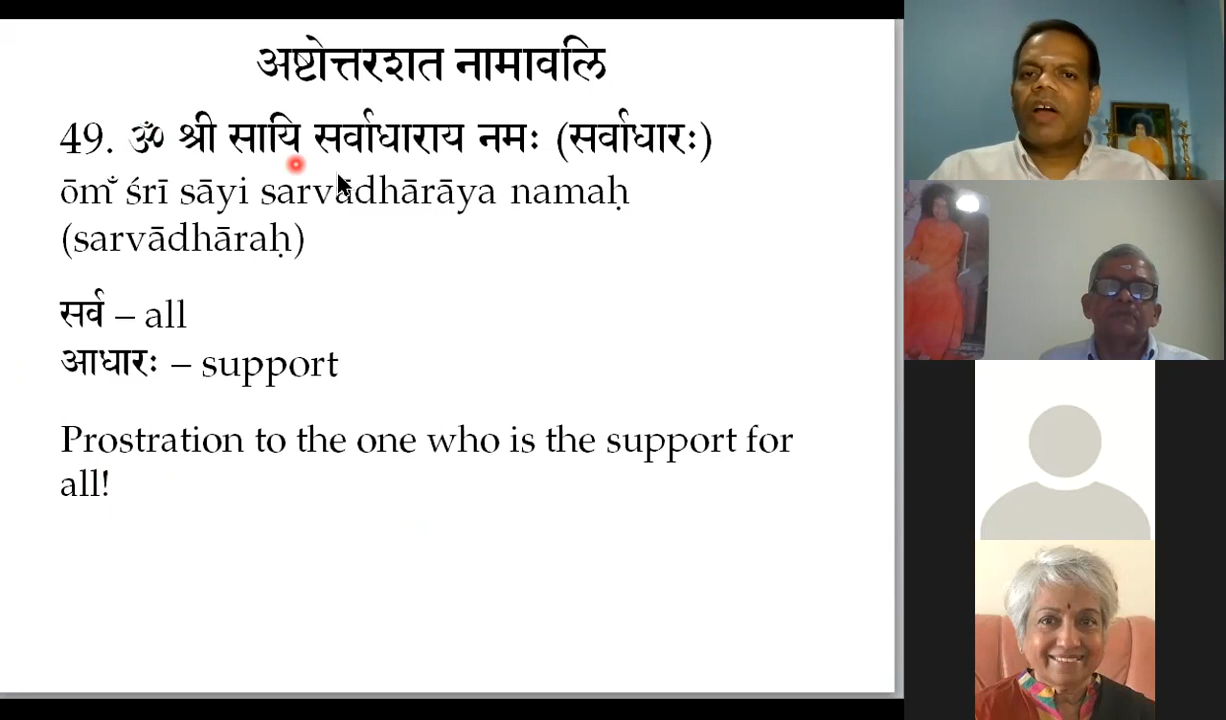 अष्टोत्तरशत नामावलि
49. ॐ श्री सायि सर्वाधाराय नमः (सर्वाधारः)
ōm̐ śrī sāyi sarvādhārāya namaḥ
(sarvādhāraḥ)
सर्व – all
आधारः – support
Prostration to the one who is the support for
all!